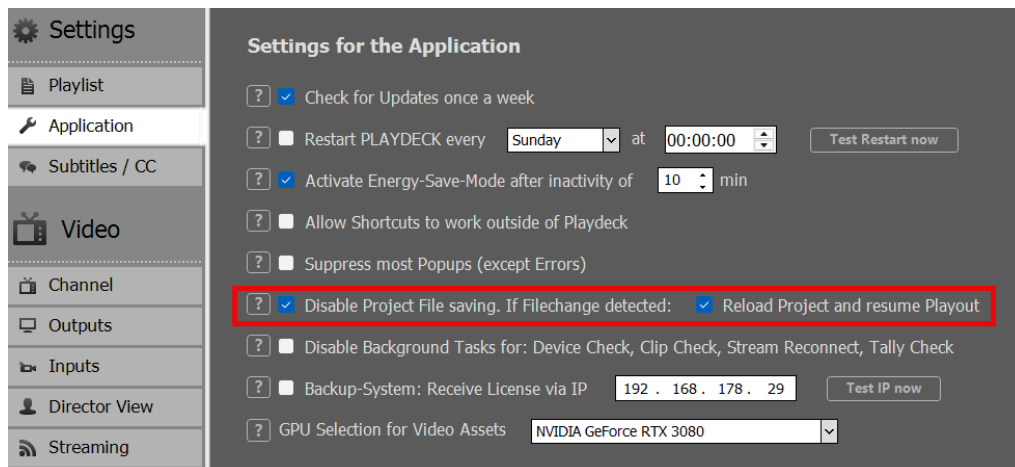 Settings
Playlist
Application
Subtitles / CC
Video
Channel
Outputs
Inputs
Director View
Streaming
Settings for the Application
? Check for Updates once a week
? Restart PLAYDECK every Sunday at 00:00:00 Test Restart now
? Activate Energy-Save-Mode after inactivity of 10 min
? Allow Shortcuts to work outside of Playdeck
? Suppress most Popups (except Errors)
? Disable Project File saving. If Filechange detected: Reload Project and resume Playout
? Disable Background Tasks for: Device Check, Clip Check, Stream Reconnect, Tally Check
? Backup-System: Receive License via IP 192 . 168 . 178 . 29 Test IP now
? GPU Selection for Video Assets NVIDIA GeForce RTX 3080